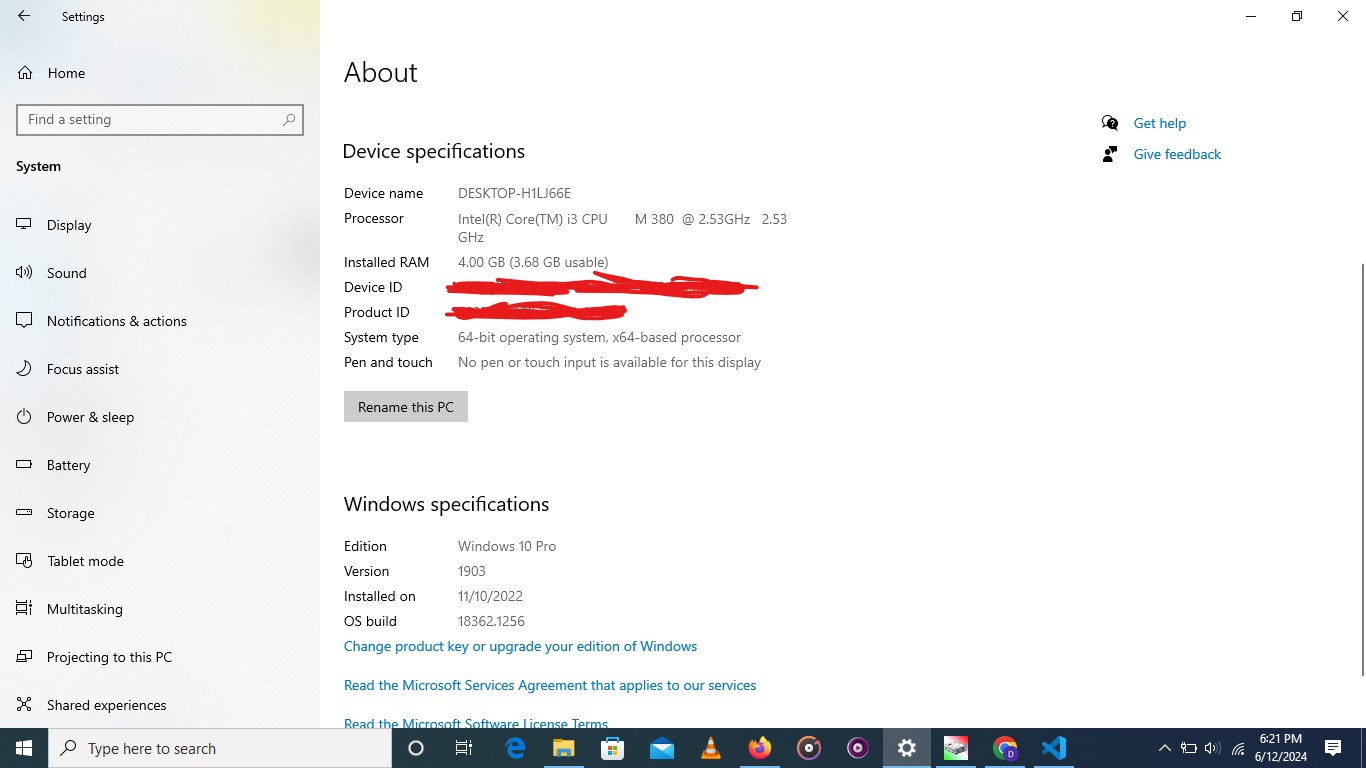 Settings
Home
Find a setting
System
Display
Sound
Notifications & actions
Focus assist
Power & sleep
Battery
Storage
Tablet mode
Multitasking
Projecting to this PC
Shared experiences
About
Device specifications
Device name DESKTOP-H1LJ66E
Processor Intel(R) Core(TM) i3 CPU M 380 @ 2.53GHz 2.53
GHz
Installed RAM 4.00 GB (3.68 GB usable)
Device ID
Product ID
System type 64-bit operating system, x64-based processor
Pen and touch No pen or touch input is available for this display
Rename this PC
Windows specifications
Edition Windows 10 Pro
Version 1903
Installed on 11/10/2022
OS build 18362.1256
Change product key or upgrade your edition of Windows
Read the Microsoft Services Agreement that applies to our services
Read the Microsoft Software License Terms
Get help
Give feedback
Type here to search
D
6:21 PM
6/12/2024